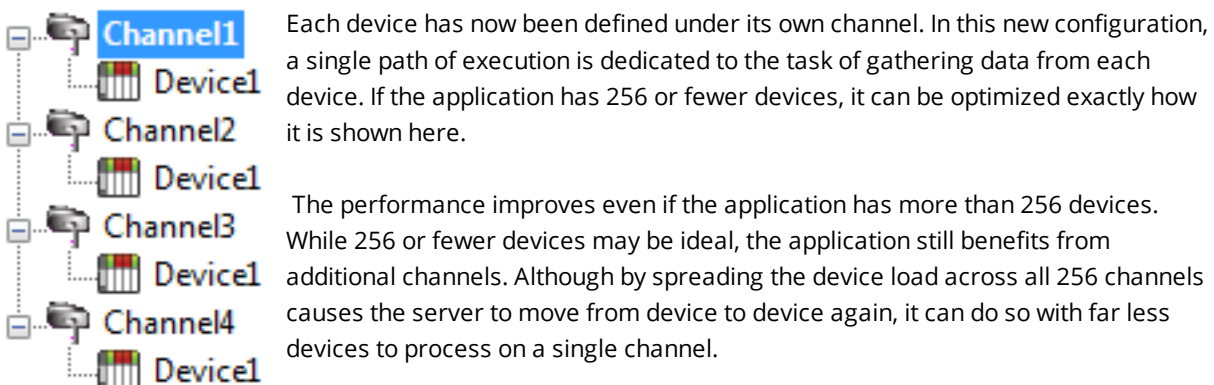 Channel1
Device1
Channel2
Device1
Channel3
Device1
Channel4
Device1
Each device has now been defined under its own channel. In this new configuration,
a single path of execution is dedicated to the task of gathering data from each
device. If the application has 256 or fewer devices, it can be optimized exactly how
it is shown here.
The performance improves even if the application has more than 256 devices.
While 256 or fewer devices may be ideal, the application still benefits from
additional channels. Although by spreading the device load across all 256 channels
causes the server to move from device to device again, it can do so with far less
devices to process on a single channel.